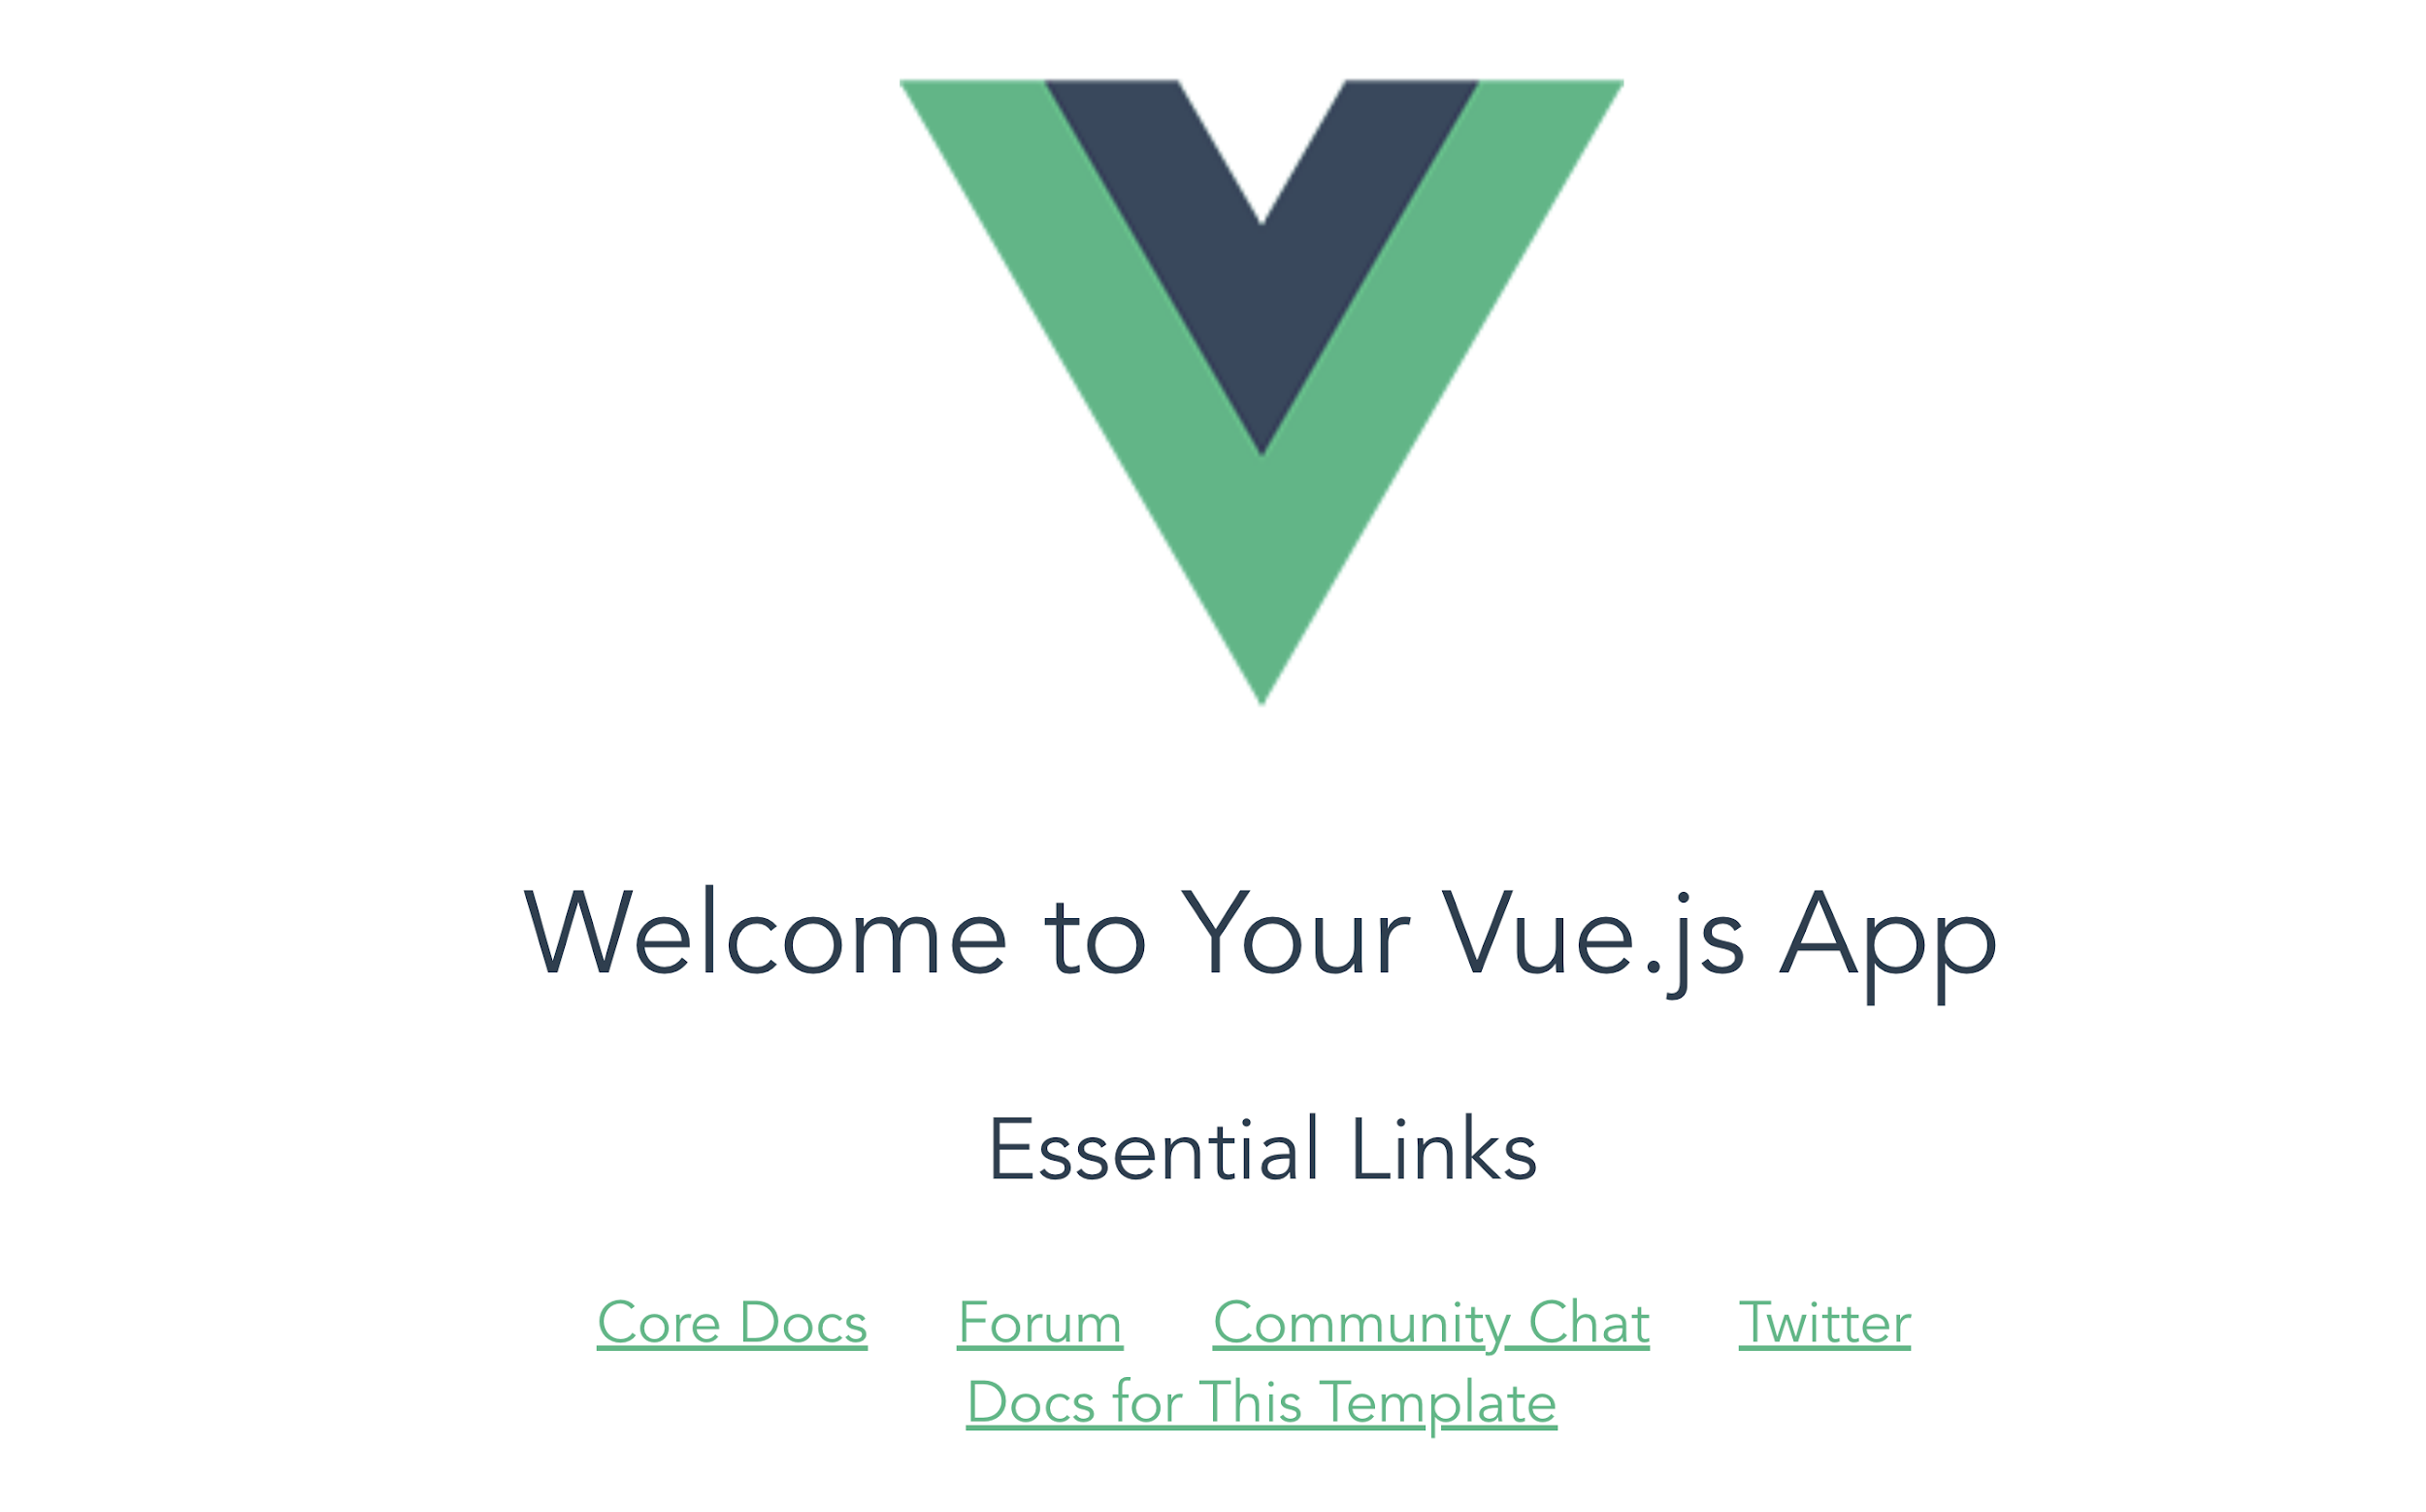 Welcome to Your Vue.js App
Essential Links
Core Docs Forum Community Chat Twitter
Docs for This Template